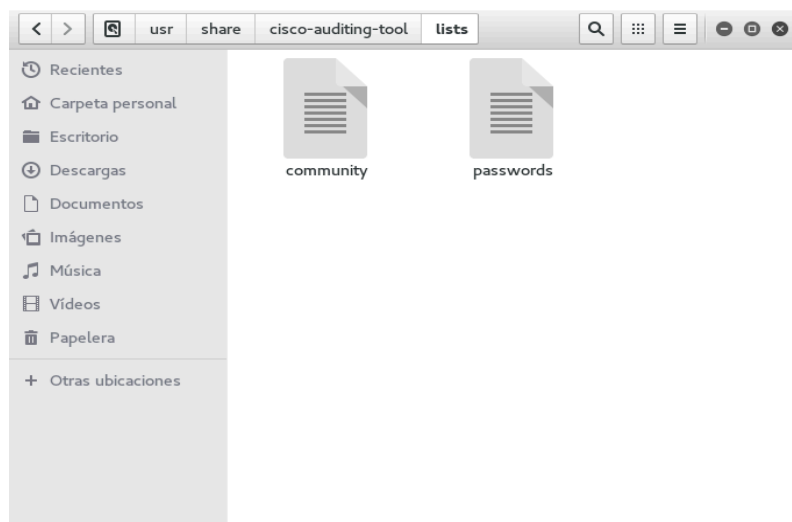 usr share cisco-auditing-tool lists
Recientes
Carpeta personal
Escritorio
Descargas
Documentos
Imágenes
Música
Vídeos
Papelera
+ Otras ubicaciones
community
passwords